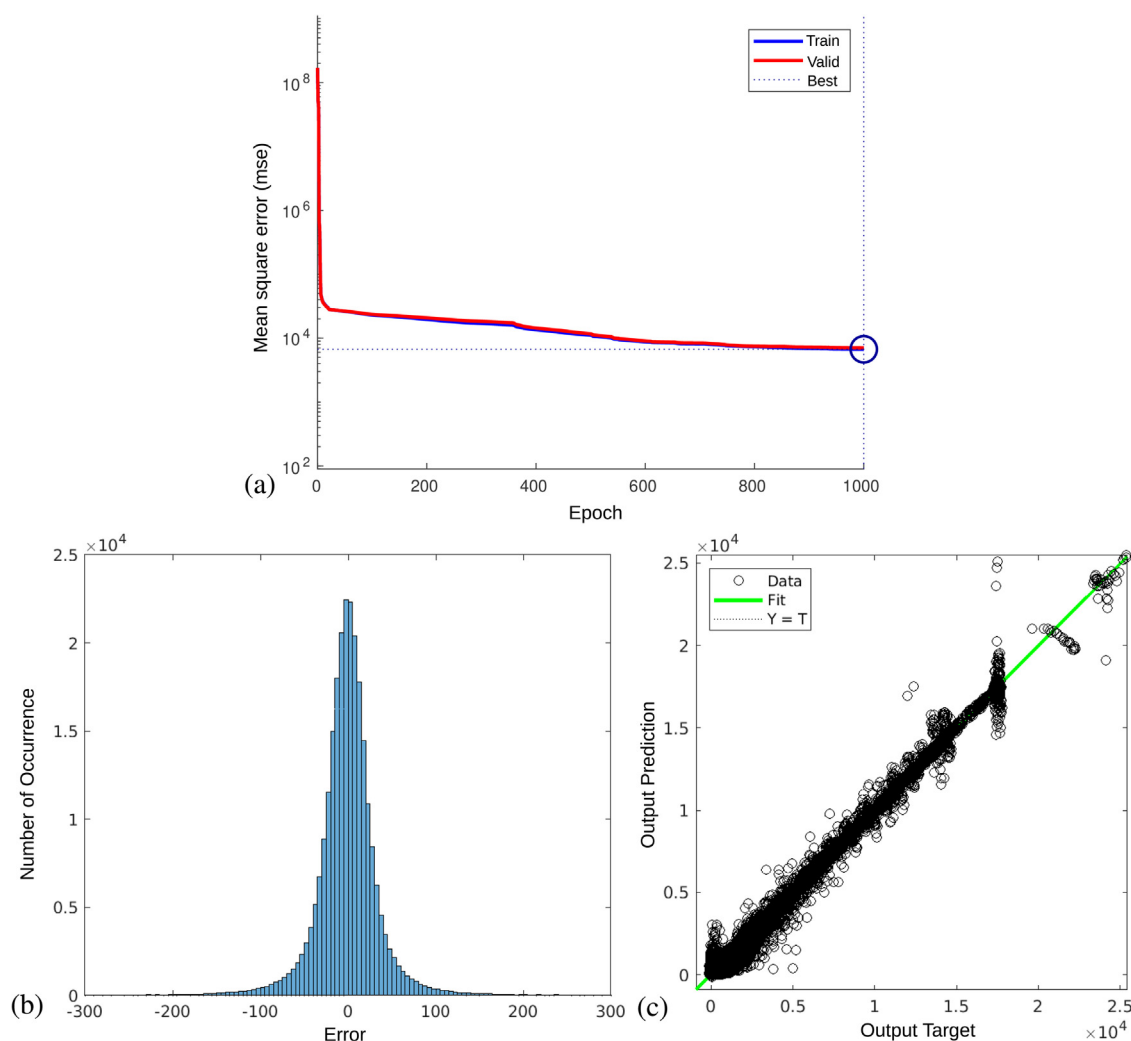 Train
Valid
Best
10^8
10^6
10^4
10^2
Mean square error (mse)
0 200 400 600 800 1000
Epoch
(a)
×10^4
2.5
2
1.5
1
0.5
0
Number of Occurrence
-300 -200 -100 0 100 200 300
Error
(b)
×10^4
Data
Fit
Y = T
2.5
2
1.5
1
0.5
0
Output Prediction
0 0.5 1 1.5 2 2.5
×10^4
Output Target
(c)